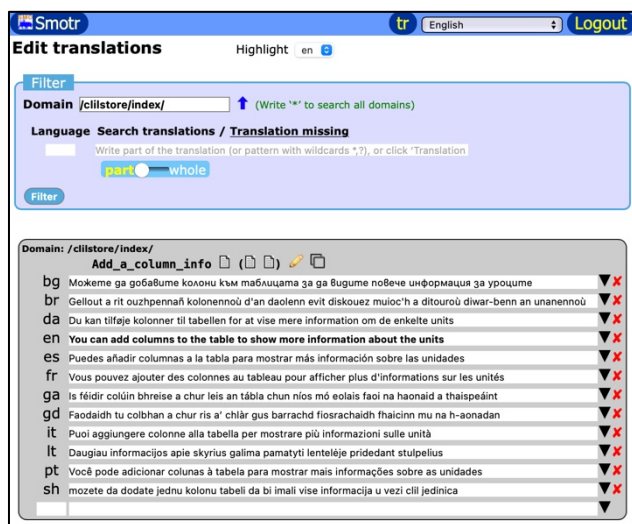 Smotr tr English Logout
Edit translations Highlight en
Filter
Domain /clilstore/index/ (Write '*' to search all domains)
Language Search translations / Translation missing
Write part of the translation (or pattern with wildcards *,?), or click 'Translation
part whole
Filter
Domain: /clilstore/index/
Add_a_column_info ( )
bg Можете да добавите колони към таблицата за да видите повече информация за уроците
br Gellout a rit ouzhpennañ kolonennoù d'an daolenn evit diskouez muioc'h a ditouroù diwar-benn an unanennoù
da Du kan tilføje kolonner til tabellen for at vise mere information om de enkelte units
en You can add columns to the table to show more information about the units
es Puedes añadir columnas a la tabla para mostrar más información sobre las unidades
fr Vous pouvez ajouter des colonnes au tableau pour afficher plus d'informations sur les unités
ga Is féidir colúin bhreise a chur leis an tábla chun níos mó eolais faoi na haonaid a thaispeáint
gd Faodaidh tu colbhan a chur ris a' chlàr gus barrachd fiosrachaidh fhaicinn mu na h-aonadan
it Puoi aggiungere colonne alla tabella per mostrare più informazioni sulle unità
lt Daugiau informacijos apie skyrius galima pamatyti lentelėje pridedant stulpelius
pt Você pode adicionar colunas à tabela para mostrar mais informações sobre as unidades
sh mozete da dodate jednu kolonu tabeli da bi imali vise informacija u vezi clil jedinica